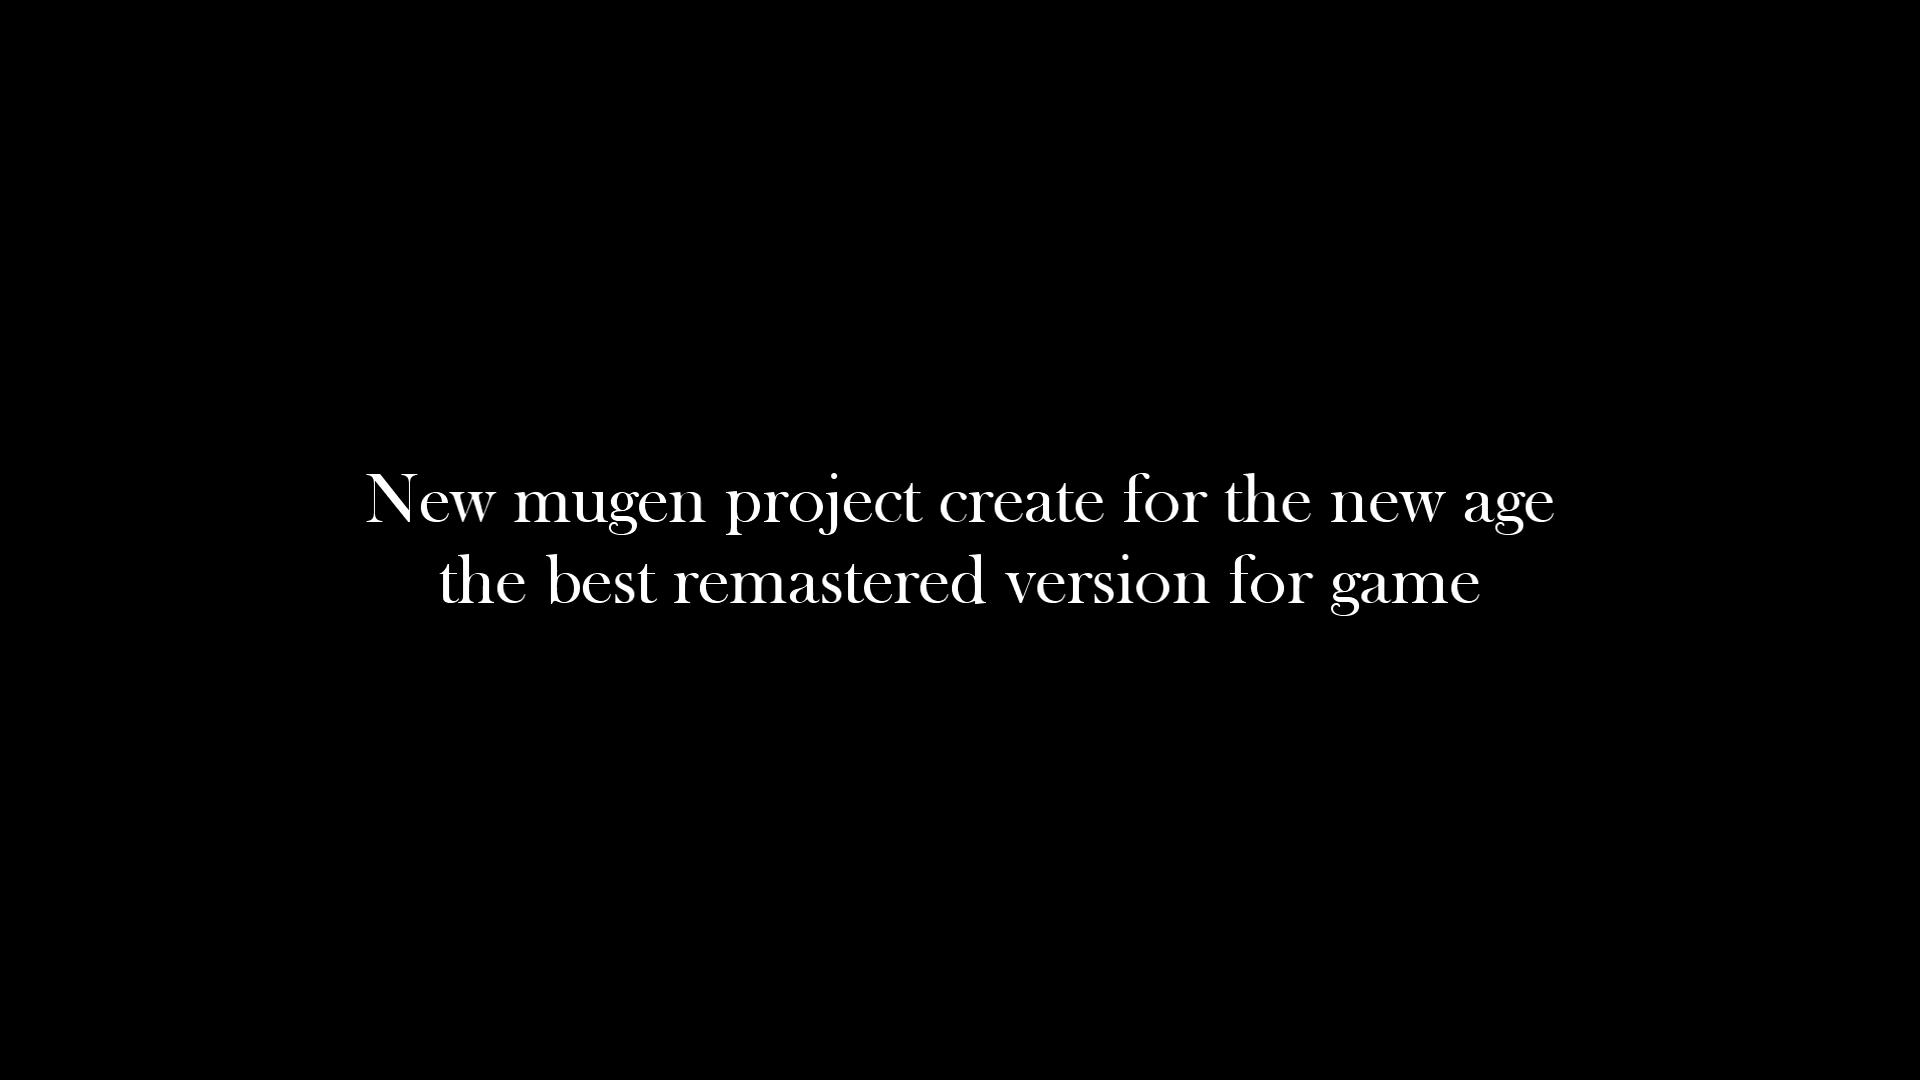 New mugen project create for the new age
the best remastered version for game